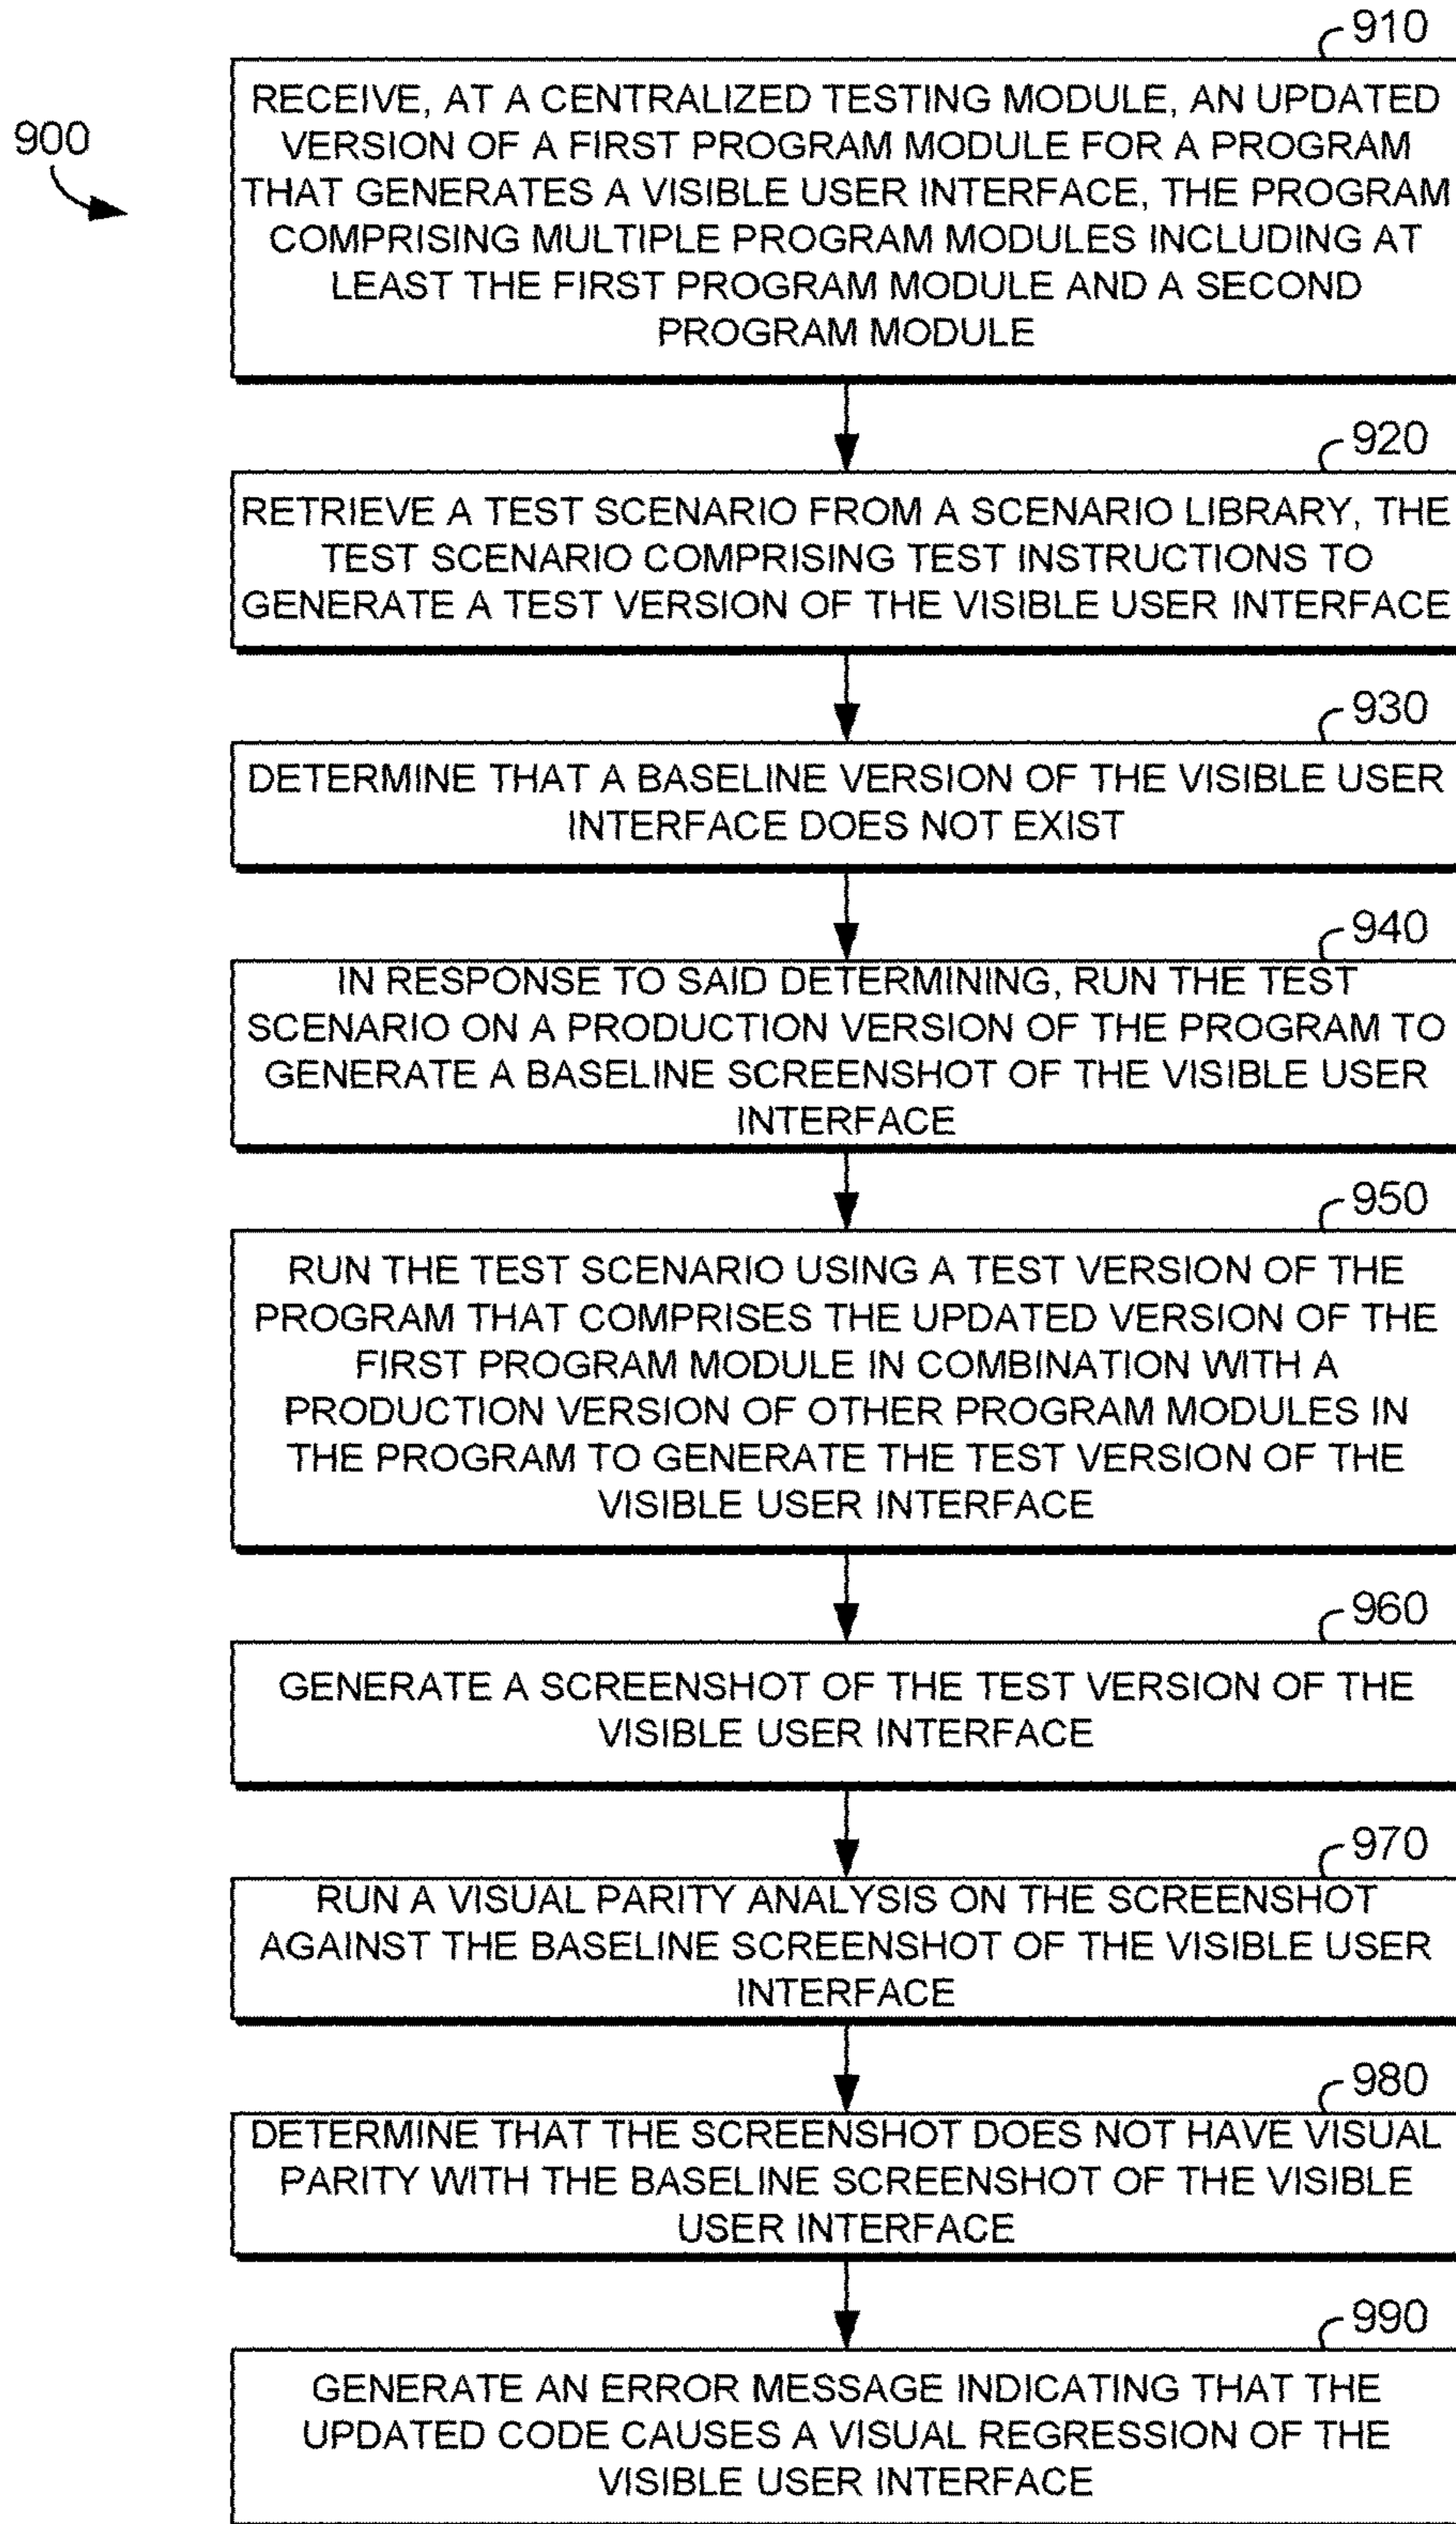 900
910
RECEIVE, AT A CENTRALIZED TESTING MODULE, AN UPDATED
VERSION OF A FIRST PROGRAM MODULE FOR A PROGRAM
THAT GENERATES A VISIBLE USER INTERFACE, THE PROGRAM
COMPRISING MULTIPLE PROGRAM MODULES INCLUDING AT
LEAST THE FIRST PROGRAM MODULE AND A SECOND
PROGRAM MODULE
920
RETRIEVE A TEST SCENARIO FROM A SCENARIO LIBRARY, THE
TEST SCENARIO COMPRISING TEST INSTRUCTIONS TO
GENERATE A TEST VERSION OF THE VISIBLE USER INTERFACE
930
DETERMINE THAT A BASELINE VERSION OF THE VISIBLE USER
INTERFACE DOES NOT EXIST
940
IN RESPONSE TO SAID DETERMINING, RUN THE TEST
SCENARIO ON A PRODUCTION VERSION OF THE PROGRAM TO
GENERATE A BASELINE SCREENSHOT OF THE VISIBLE USER
INTERFACE
950
RUN THE TEST SCENARIO USING A TEST VERSION OF THE
PROGRAM THAT COMPRISES THE UPDATED VERSION OF THE
FIRST PROGRAM MODULE IN COMBINATION WITH A
PRODUCTION VERSION OF OTHER PROGRAM MODULES IN
THE PROGRAM TO GENERATE THE TEST VERSION OF THE
VISIBLE USER INTERFACE
960
GENERATE A SCREENSHOT OF THE TEST VERSION OF THE
VISIBLE USER INTERFACE
970
RUN A VISUAL PARITY ANALYSIS ON THE SCREENSHOT
AGAINST THE BASELINE SCREENSHOT OF THE VISIBLE USER
INTERFACE
980
DETERMINE THAT THE SCREENSHOT DOES NOT HAVE VISUAL
PARITY WITH THE BASELINE SCREENSHOT OF THE VISIBLE
USER INTERFACE
990
GENERATE AN ERROR MESSAGE INDICATING THAT THE
UPDATED CODE CAUSES A VISUAL REGRESSION OF THE
VISIBLE USER INTERFACE